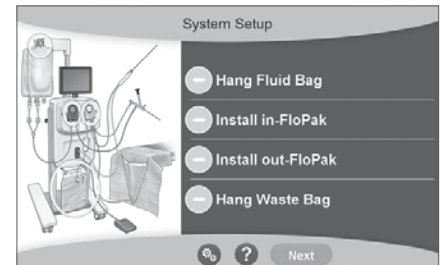 System Setup
Hang Fluid Bag
Install in-FloPak
Install out-FloPak
Hang Waste Bag
?
Next